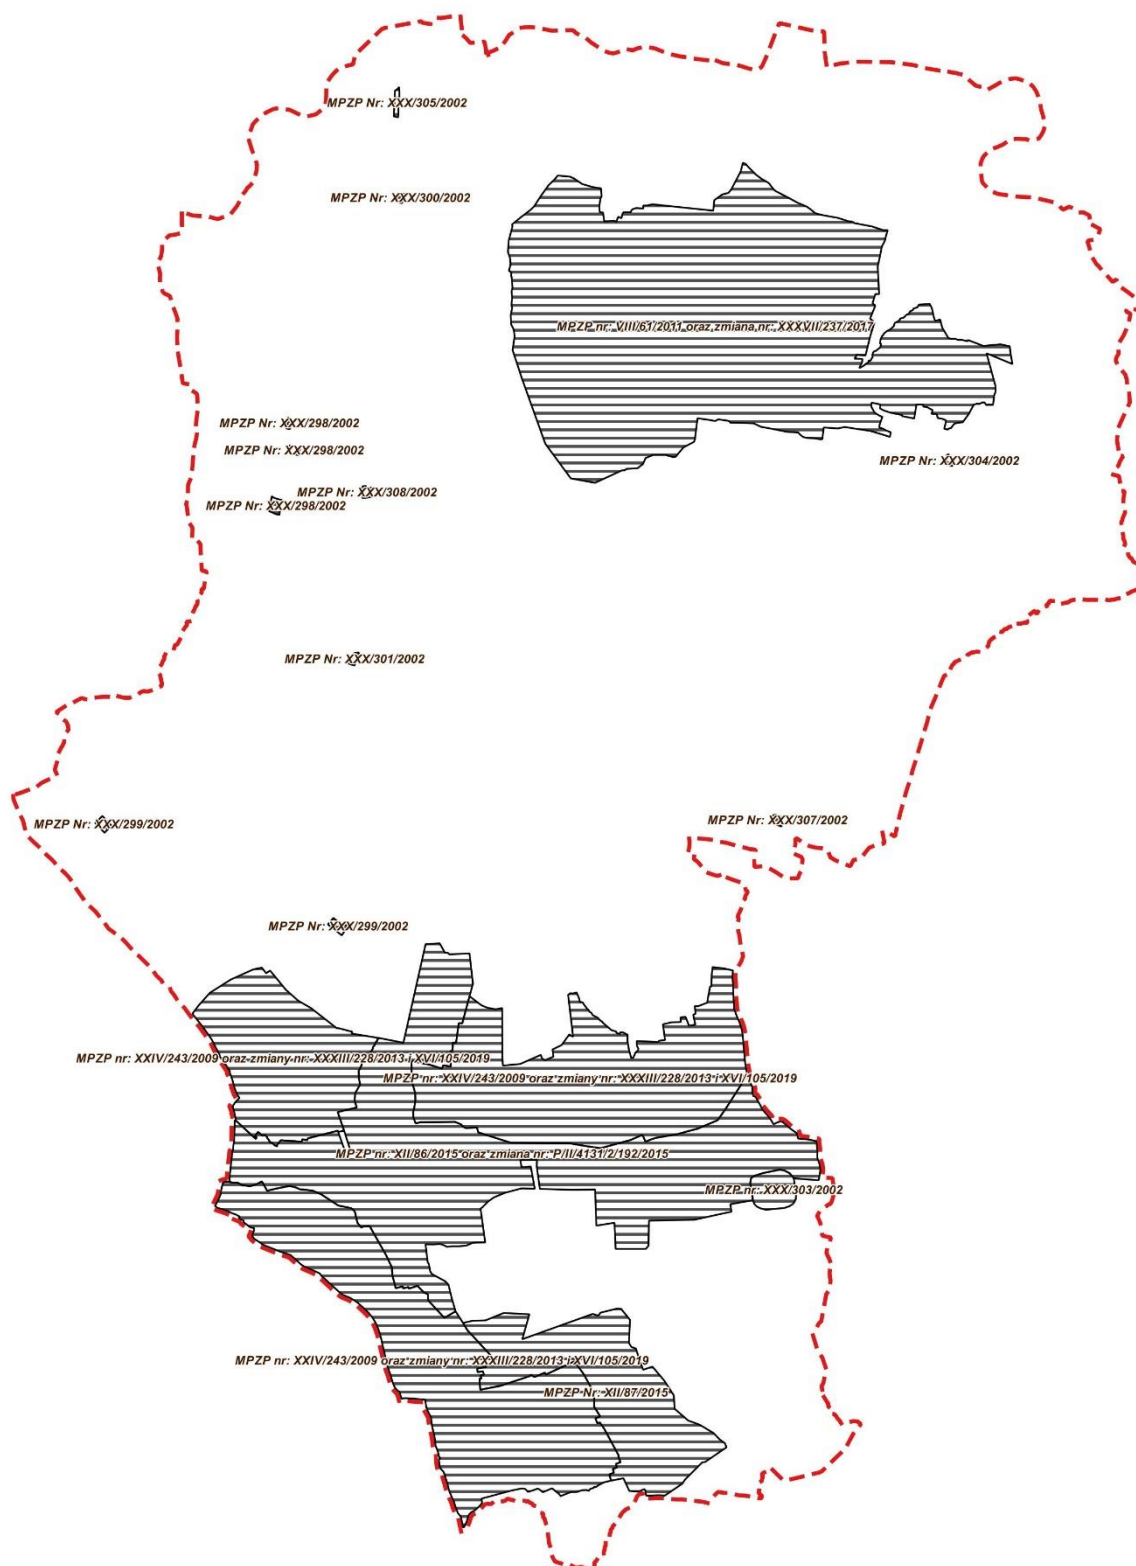 MPZP Nr: XXX/305/2002
MPZP Nr: XXX/300/2002
MPZP nr: VIII/61/2011 oraz zmiana nr: XXXVII/237/2017
MPZP Nr: XXX/298/2002
MPZP Nr: XXX/298/2002
MPZP Nr: XXX/304/2002
MPZP Nr: XXX/308/2002
MPZP Nr: XXX/298/2002
MPZP Nr: XXX/301/2002
MPZP Nr: XXX/299/2002
MPZP Nr: XXX/307/2002
MPZP Nr: XXX/299/2002
MPZP nr: XXIV/243/2009 oraz zmiany nr: XXXIII/228/2013 i XVI/105/2019
MPZP nr: XXIV/243/2009 oraz zmiany nr: XXXIII/228/2013 i XVI/105/2019
MPZP nr: XII/86/2015 oraz zmiana nr: P/II/4131/2/192/2015
MPZP nr: XXX/303/2002
MPZP nr: XXIV/243/2009 oraz zmiany nr: XXXIII/228/2013 i XVI/105/2019
MPZP Nr: XII/87/2015